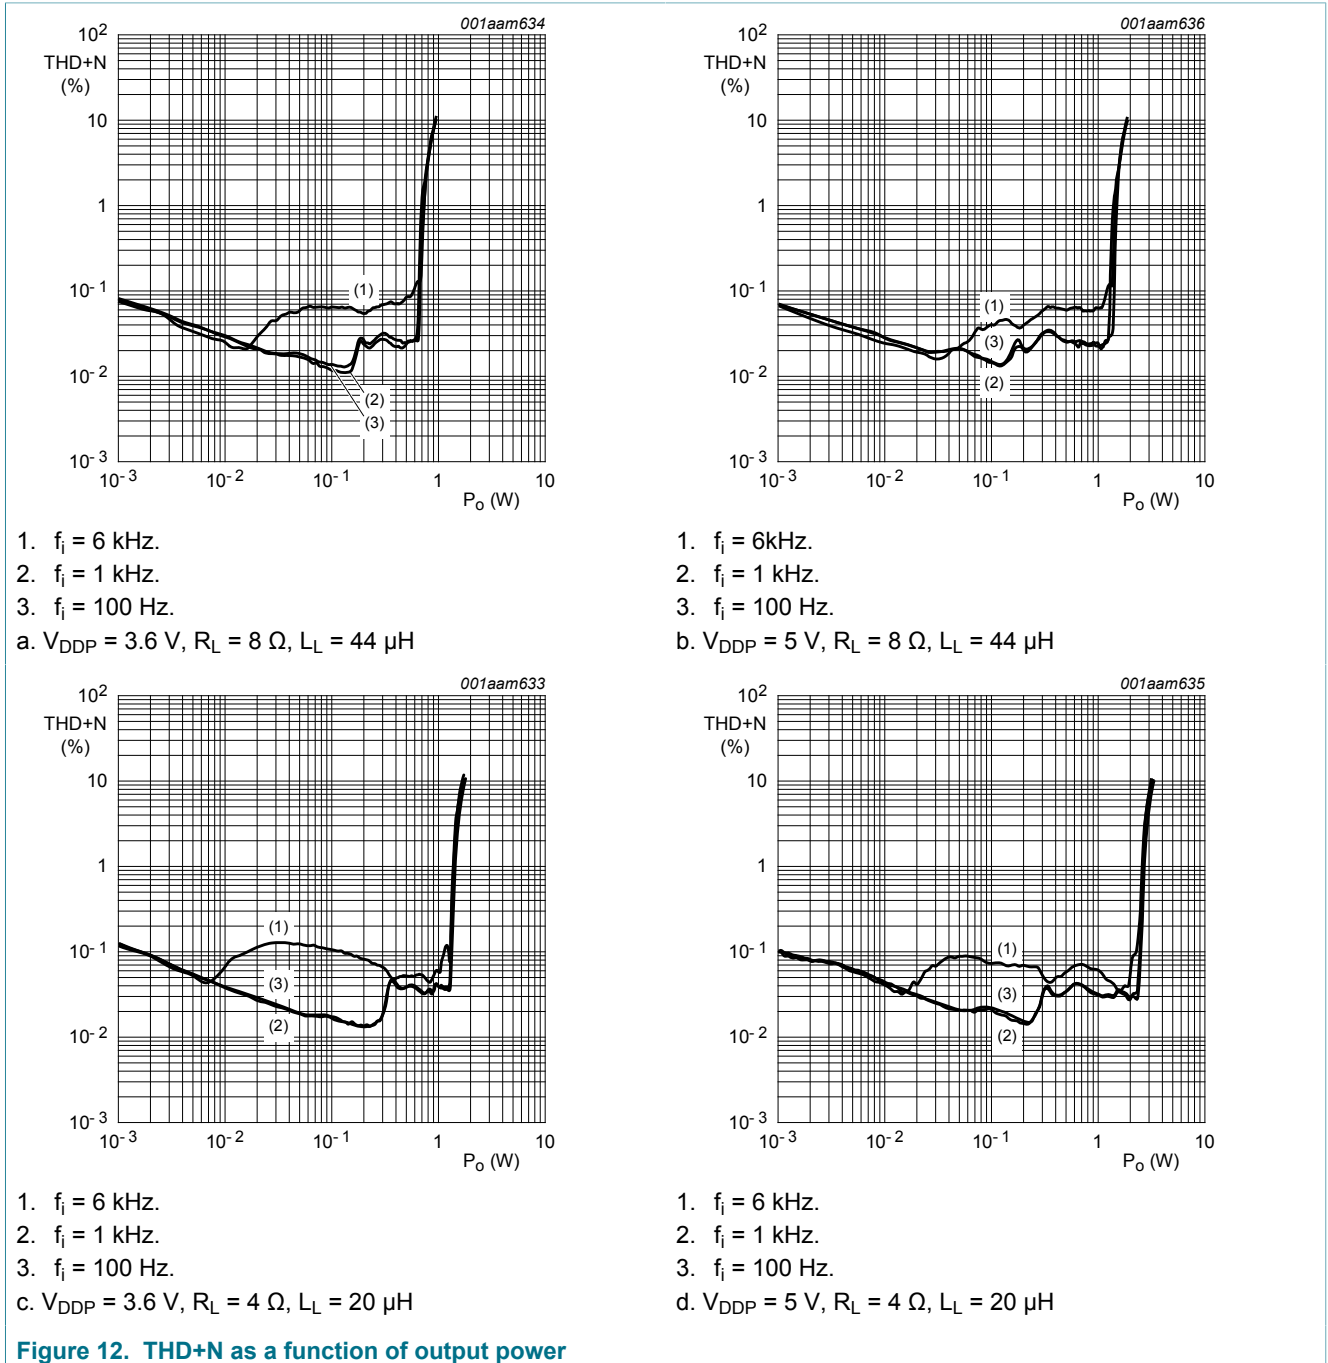 001aam634
10²
THD+N
(%)
10
1
10⁻¹
10⁻²
10⁻³
(1)
(2)
(3)
10⁻³ 10⁻² 10⁻¹ 1 10
Pₒ (W)
1. fᵢ = 6 kHz.
2. fᵢ = 1 kHz.
3. fᵢ = 100 Hz.
a. V_DDP = 3.6 V, R_L = 8 Ω, L_L = 44 µH
001aam636
10²
THD+N
(%)
10
1
10⁻¹
10⁻²
10⁻³
(1)
(3)
(2)
10⁻³ 10⁻² 10⁻¹ 1 10
Pₒ (W)
1. fᵢ = 6kHz.
2. fᵢ = 1 kHz.
3. fᵢ = 100 Hz.
b. V_DDP = 5 V, R_L = 8 Ω, L_L = 44 µH
001aam633
10²
THD+N
(%)
10
1
10⁻¹
10⁻²
10⁻³
(1)
(3)
(2)
10⁻³ 10⁻² 10⁻¹ 1 10
Pₒ (W)
1. fᵢ = 6 kHz.
2. fᵢ = 1 kHz.
3. fᵢ = 100 Hz.
c. V_DDP = 3.6 V, R_L = 4 Ω, L_L = 20 µH
001aam635
10²
THD+N
(%)
10
1
10⁻¹
10⁻²
10⁻³
(1)
(3)
(2)
10⁻³ 10⁻² 10⁻¹ 1 10
Pₒ (W)
1. fᵢ = 6 kHz.
2. fᵢ = 1 kHz.
3. fᵢ = 100 Hz.
d. V_DDP = 5 V, R_L = 4 Ω, L_L = 20 µH
Figure 12. THD+N as a function of output power